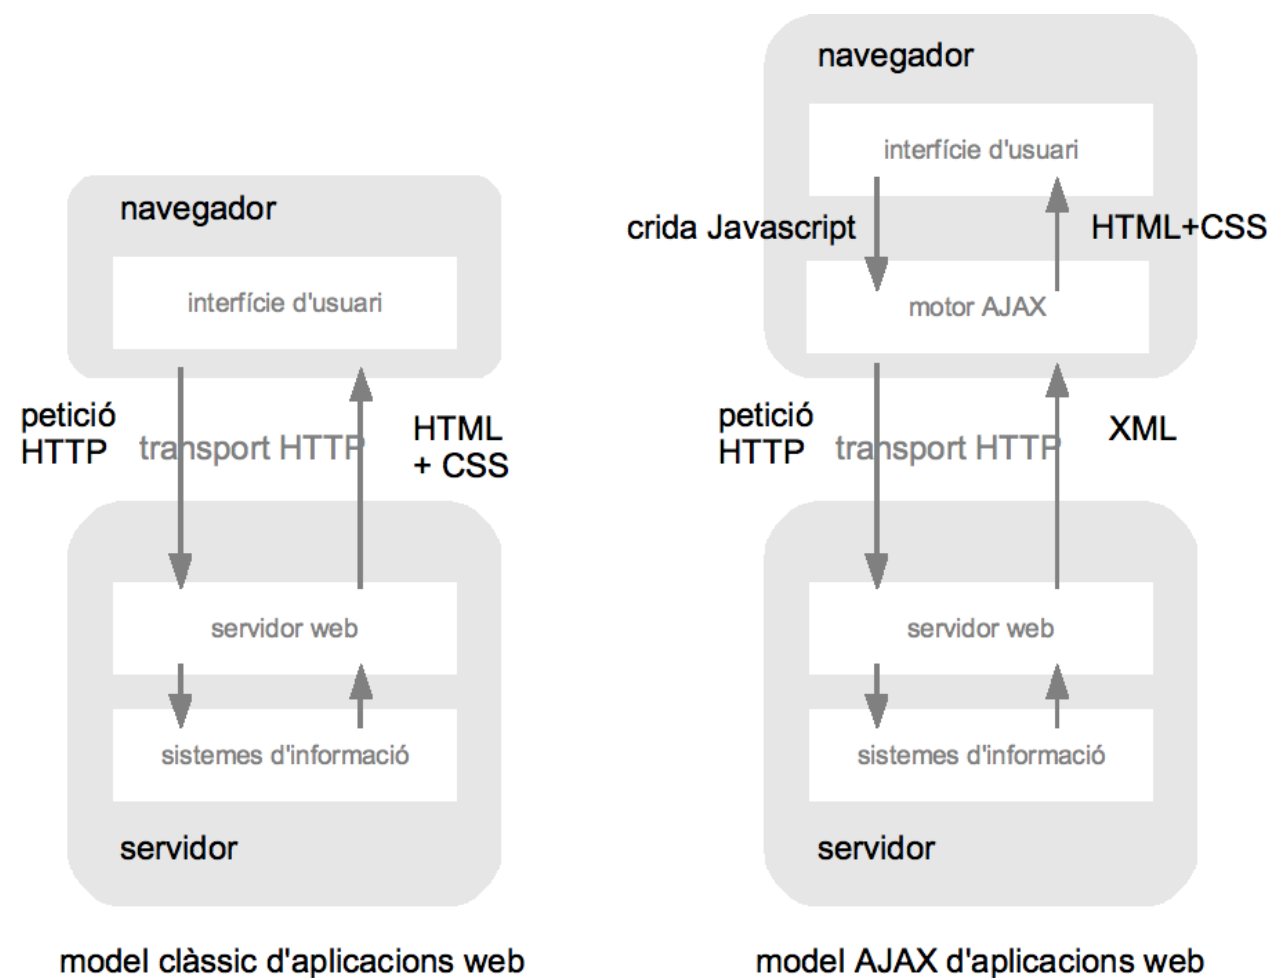 navegador
interfície d'usuari
petició
HTTP
transport HTTP
HTML
+ CSS
servidor web
sistemes d'informació
servidor
model clàssic d'aplicacions web
navegador
interfície d'usuari
crida Javascript
HTML+CSS
motor AJAX
petició
HTTP
transport HTTP
XML
servidor web
sistemes d'informació
servidor
model AJAX d'aplicacions web